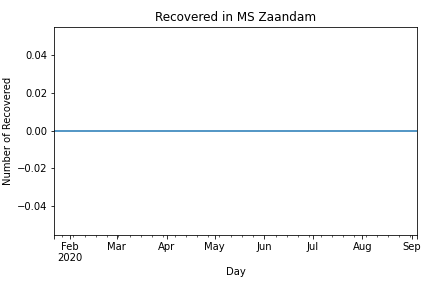 Recovered in MS Zaandam
0.04
0.02
0.00
−0.02
−0.04
Number of Recovered
Feb Mar Apr May Jun Jul Aug Sep
2020
Day